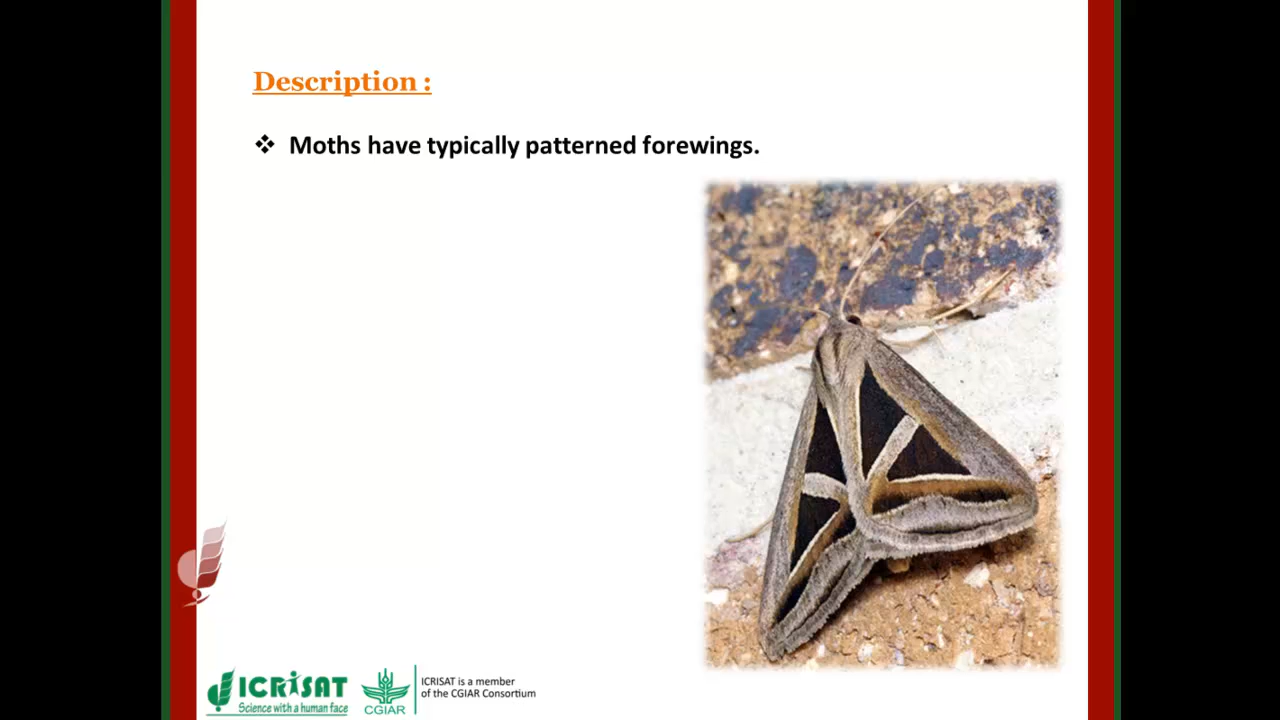 Description :
❖ Moths have typically patterned forewings.
ICRISAT
Science with a human face
CGIAR
ICRISAT is a member
of the CGIAR Consortium